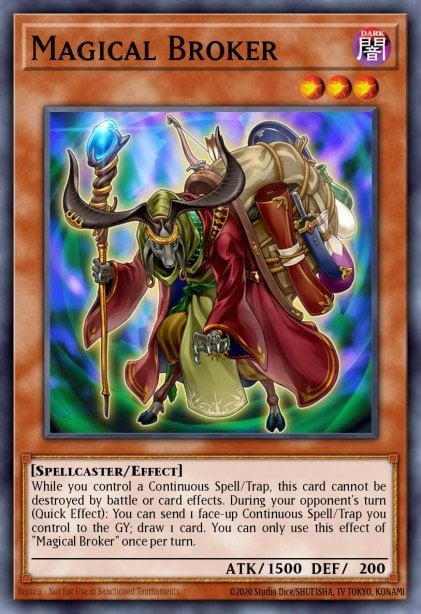 MAGICAL BROKER
DARK
闇
[SPELLCASTER/EFFECT]
While you control a Continuous Spell/Trap, this card cannot be
destroyed by battle or card effects. During your opponent's turn
(Quick Effect): You can send 1 face-up Continuous Spell/Trap you
control to the GY; draw 1 card. You can only use this effect of
"Magical Broker" once per turn.
ATK/1500 DEF/ 200
Replica - Not For Use in Sanctioned Tournaments
©2020 Studio Dice/SHUEISHA, TV TOKYO, KONAMI